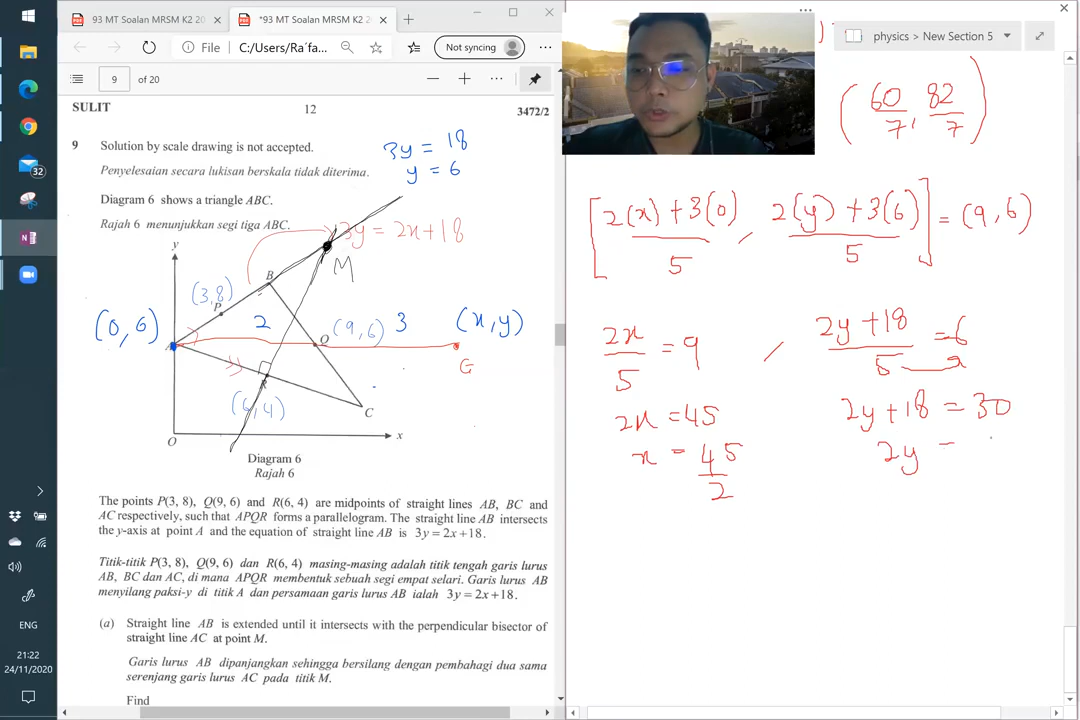 93 MT Soalan MRSM K2 20
*93 MT Soalan MRSM K2 20
File
C:/Users/Ra´fa...
Not syncing
physics > New Section 5
9 of 20
SULIT
12
3472/2
3y = 18
y = 6
9 Solution by scale drawing is not accepted.
Penyelesaian secara lukisan berskala tidak diterima.
Diagram 6 shows a triangle ABC.
Rajah 6 menunjukkan segi tiga ABC.
y
3y = 2x+18
M
B
(3,8)
P
(0,6)
2
(9,6)
3
(x,y)
A
Q
G
R
(6,4)
C
O
x
Diagram 6
Rajah 6
The points P(3, 8), Q(9, 6) and R(6, 4) are midpoints of straight lines AB, BC and
AC respectively, such that APQR forms a parallelogram. The straight line AB intersects
the y-axis at point A and the equation of straight line AB is 3y = 2x+18.
Titik-titik P(3, 8), Q(9, 6) dan R(6, 4) masing-masing adalah titik tengah garis lurus
AB, BC dan AC, di mana APQR membentuk sebuah segi empat selari. Garis lurus AB
menyilang paksi-y di titik A dan persamaan garis lurus AB ialah 3y = 2x+18.
(a) Straight line AB is extended until it intersects with the perpendicular bisector of
straight line AC at point M.
Garis lurus AB dipanjangkan sehingga bersilang dengan pembahagi dua sama
serenjang garis lurus AC pada titik M.
Find
(60/7, 82/7)
[2(x)+3(0)/5, 2(y)+3(6)/5] = (9,6)
2x/5 = 9 , 2y+18/5 = 6
2x = 45
2y+18 = 30
x = 45/2
2y =
32
ENG
21:22
24/11/2020